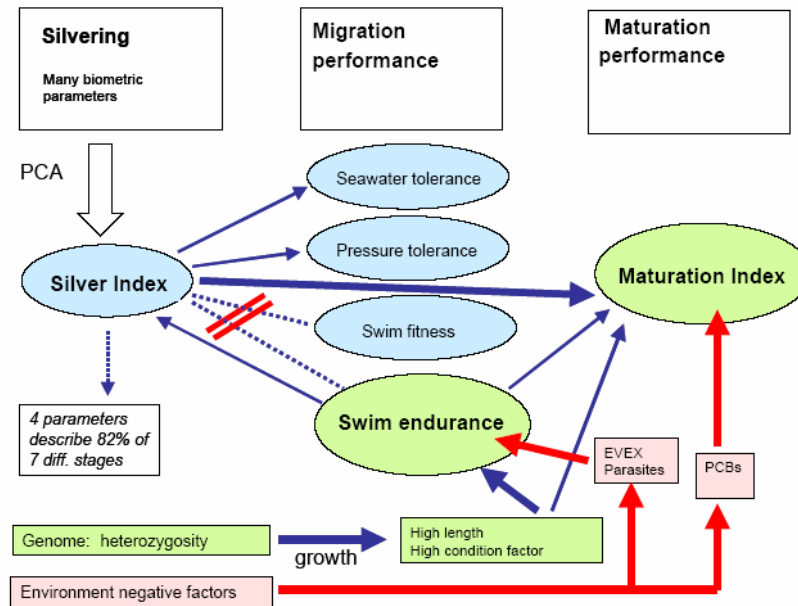 Silvering
Many biometric
parameters
Migration
performance
Maturation
performance
PCA
Seawater tolerance
Pressure tolerance
Silver Index
Maturation Index
Swim fitness
4 parameters
describe 82% of
7 diff. stages
Swim endurance
EVEX
Parasites
PCBs
Genome: heterozygosity
growth
High length
High condition factor
Environment negative factors